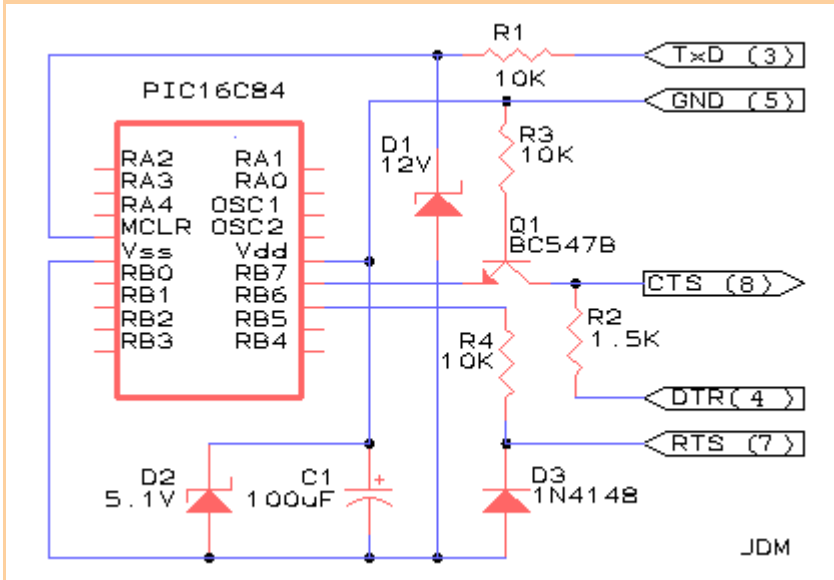 R1
10K
TxD (3)
GND (5)
PIC16C84
RA2 RA1
RA3 RA0
RA4 OSC1
MCLR OSC2
Vss Vdd
RB0 RB7
RB1 RB6
RB2 RB5
RB3 RB4
D1
12V
R3
10K
Q1
BC547B
CTS (8)
R2
1.5K
R4
10K
DTR( 4 )
RTS (7)
D2
5.1V
C1
100uF
+
D3
1N4148
JDM